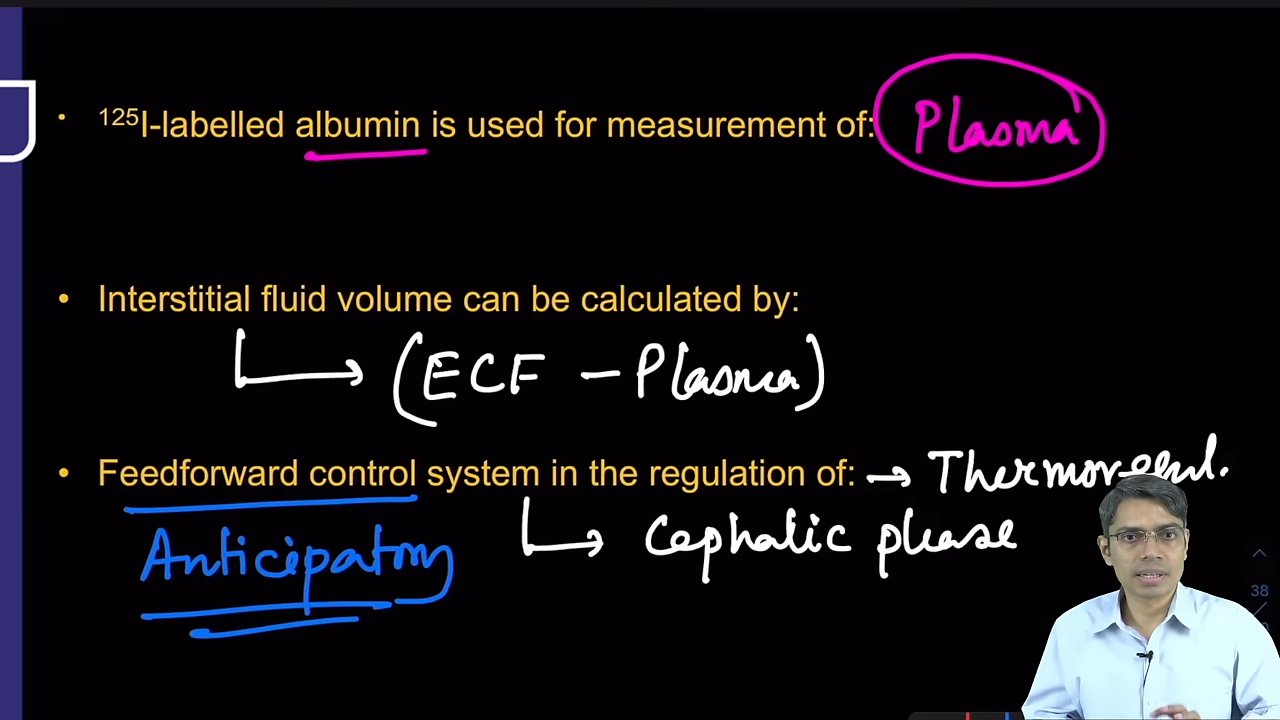 • ¹²⁵I-labelled albumin is used for measurement of: Plasma
• Interstitial fluid volume can be calculated by:
(ECF - Plasma)
• Feedforward control system in the regulation of: → Thermoregul.
Anticipatory → Cephalic phase
38